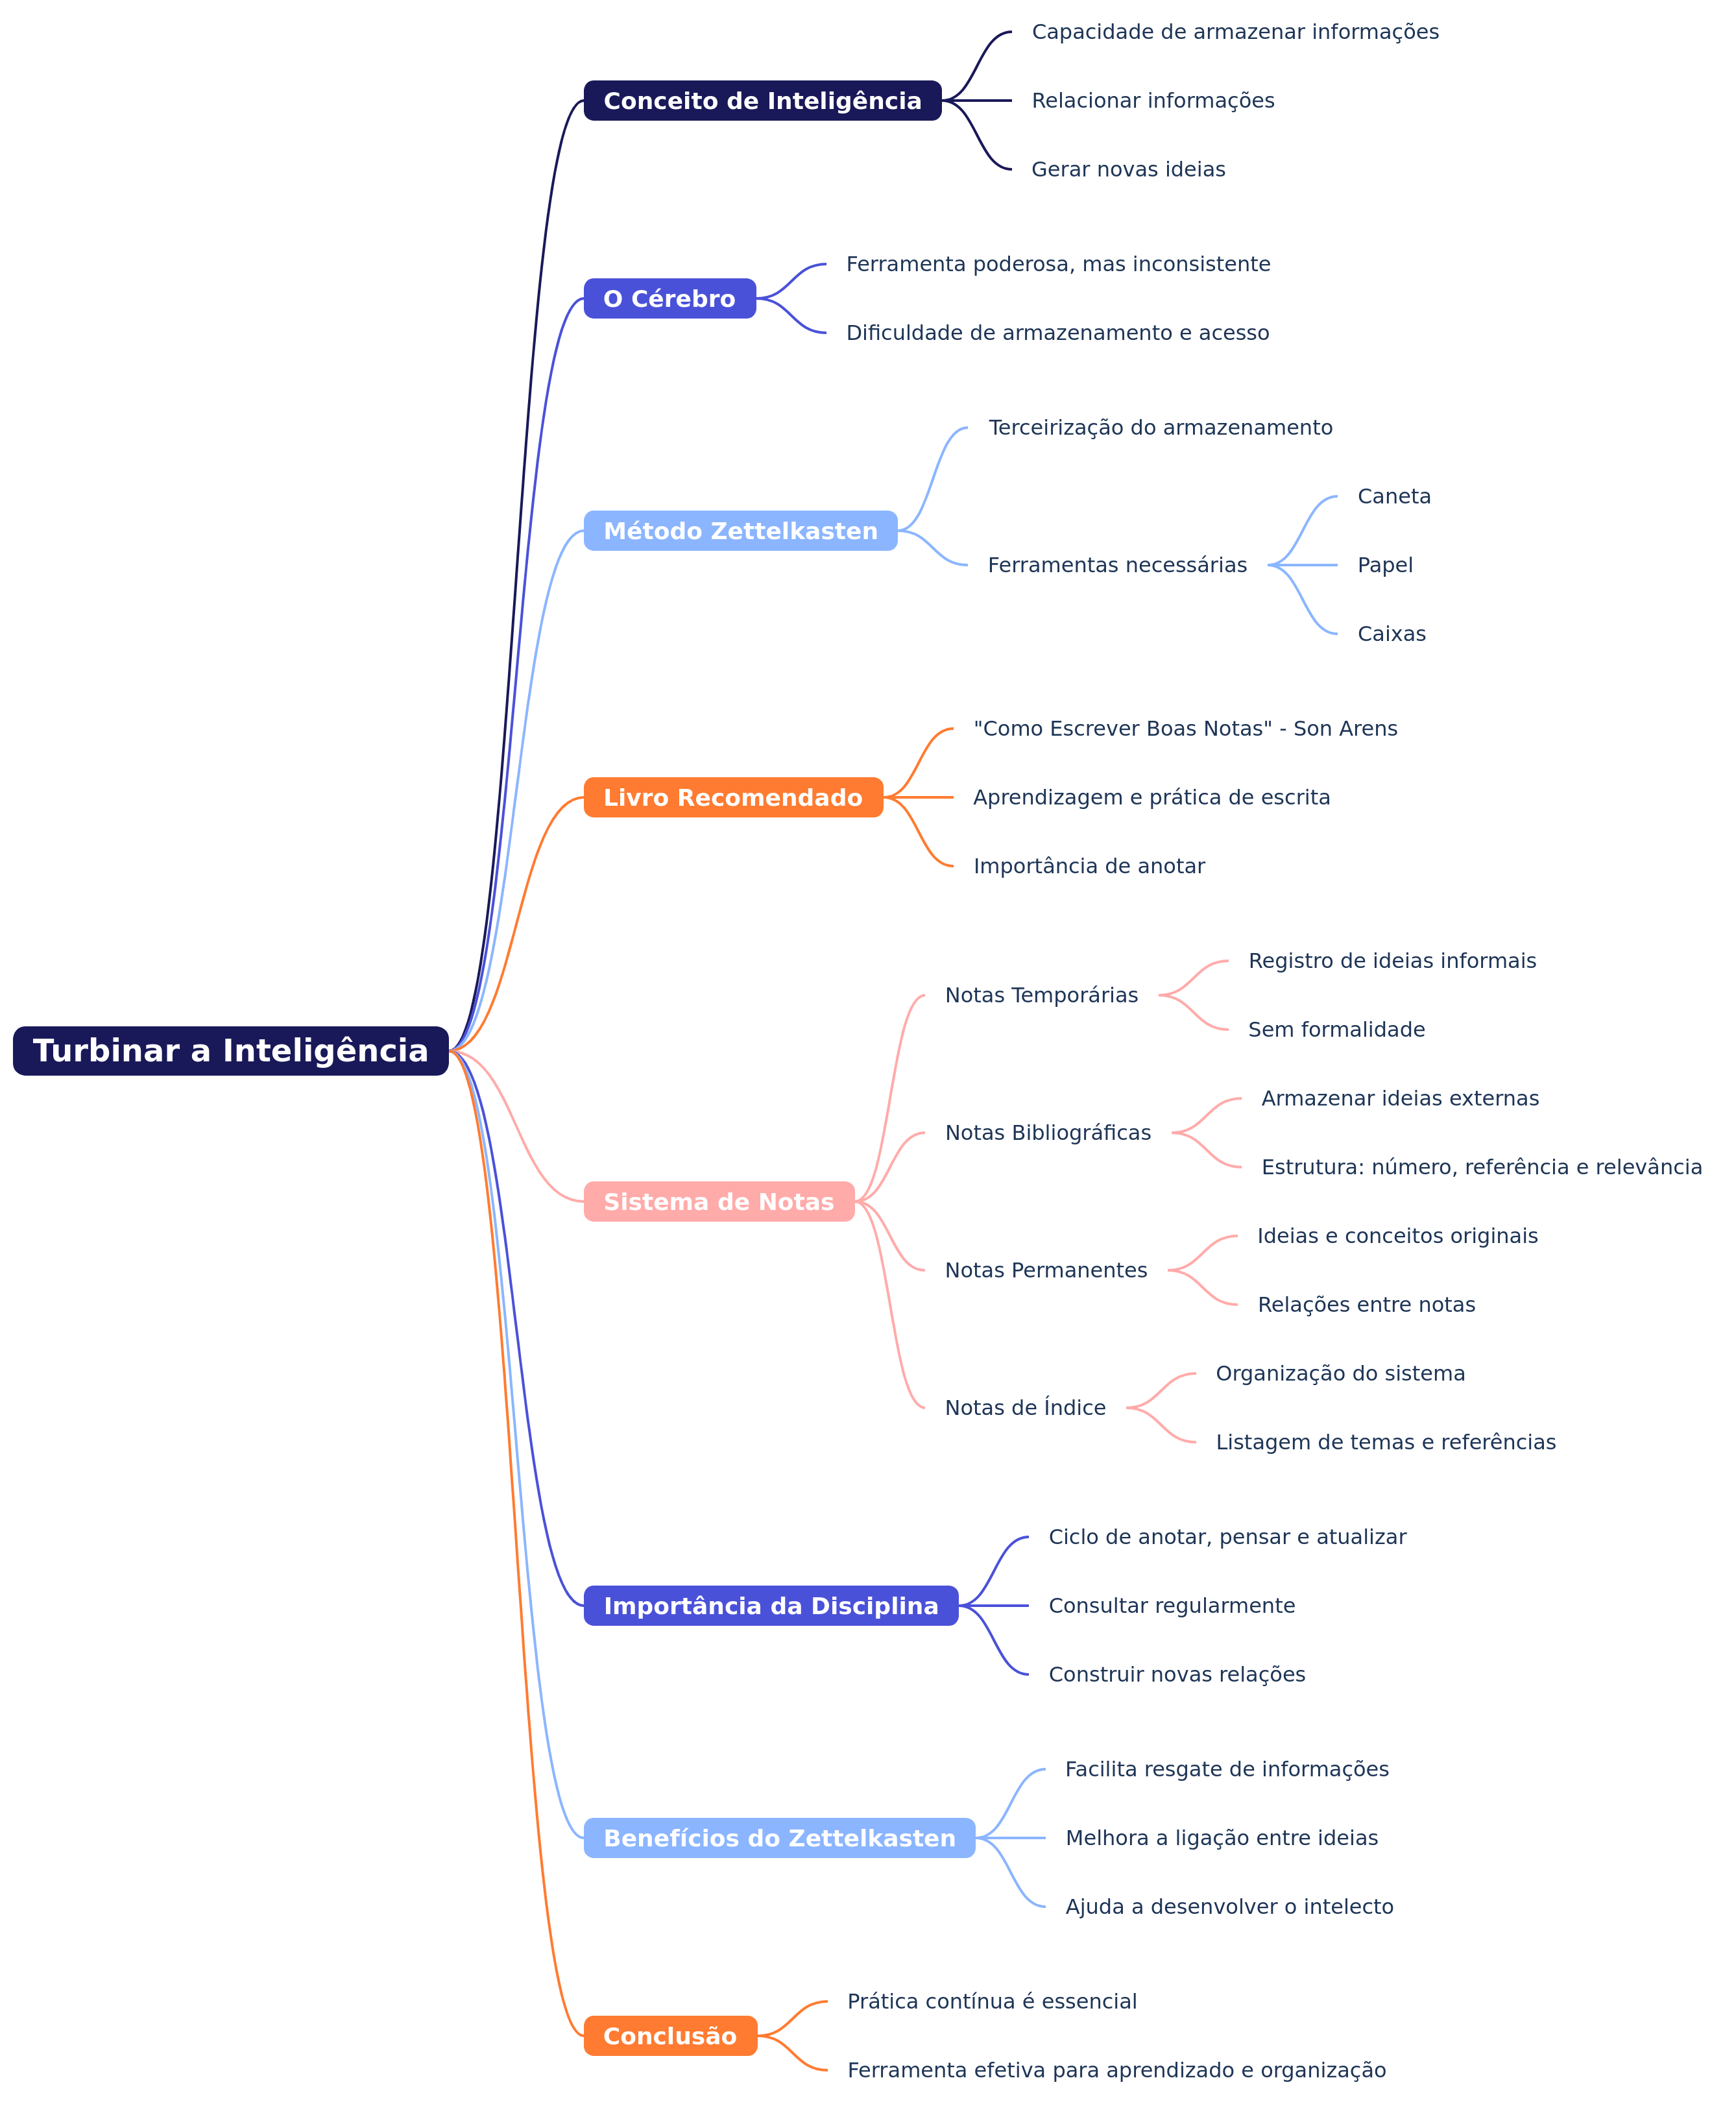 Turbinar a Inteligência
Conceito de Inteligência
Capacidade de armazenar informações
Relacionar informações
Gerar novas ideias
O Cérebro
Ferramenta poderosa, mas inconsistente
Dificuldade de armazenamento e acesso
Método Zettelkasten
Terceirização do armazenamento
Ferramentas necessárias
Caneta
Papel
Caixas
Livro Recomendado
"Como Escrever Boas Notas" - Son Arens
Aprendizagem e prática de escrita
Importância de anotar
Sistema de Notas
Notas Temporárias
Registro de ideias informais
Sem formalidade
Notas Bibliográficas
Armazenar ideias externas
Estrutura: número, referência e relevância
Notas Permanentes
Ideias e conceitos originais
Relações entre notas
Notas de Índice
Organização do sistema
Listagem de temas e referências
Importância da Disciplina
Ciclo de anotar, pensar e atualizar
Consultar regularmente
Construir novas relações
Benefícios do Zettelkasten
Facilita resgate de informações
Melhora a ligação entre ideias
Ajuda a desenvolver o intelecto
Conclusão
Prática contínua é essencial
Ferramenta efetiva para aprendizado e organização